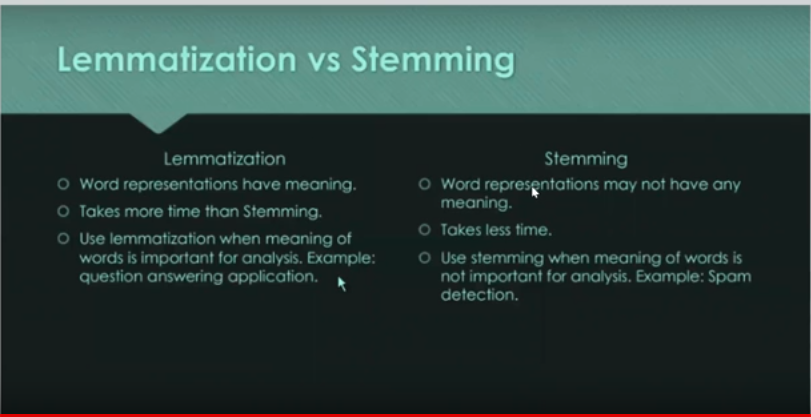 Lemmatization vs Stemming
Lemmatization
Word representations have meaning.
Takes more time than Stemming.
Use lemmatization when meaning of
words is important for analysis. Example:
question answering application.
Stemming
Word representations may not have any
meaning.
Takes less time.
Use stemming when meaning of words is
not important for analysis. Example: Spam
detection.